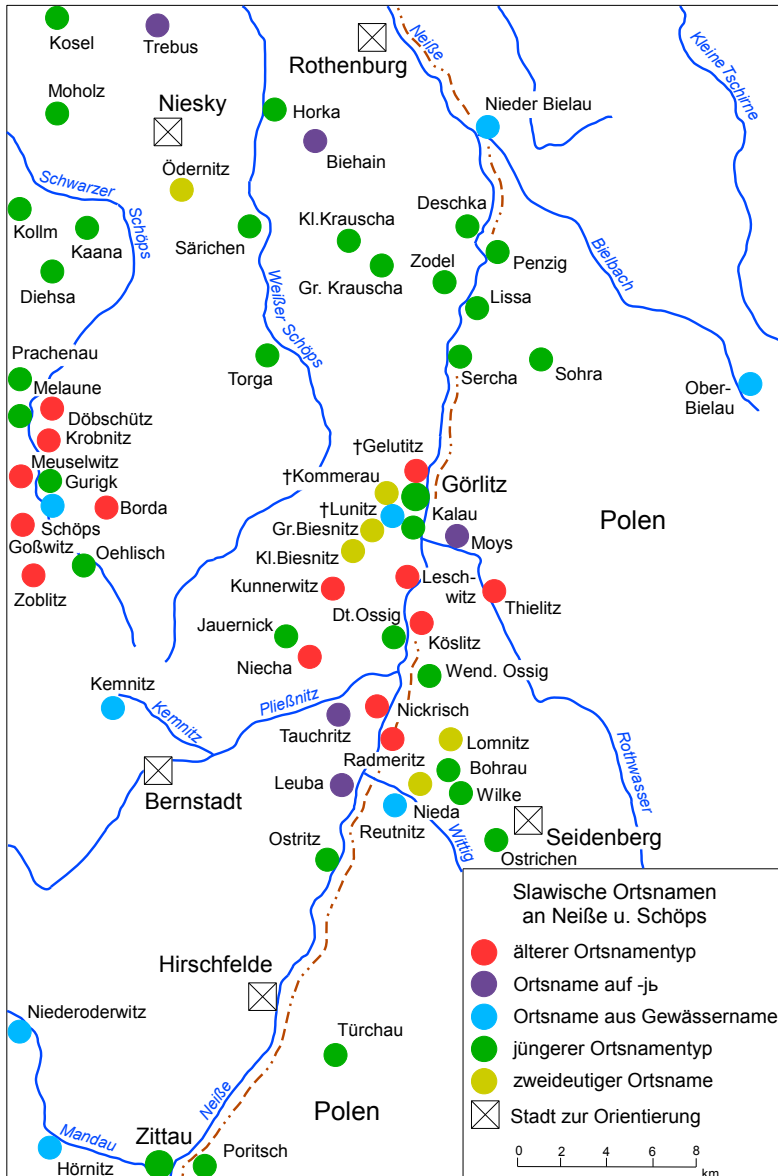 Kosel
Trebus
Rothenburg
Neiße
Kleine Tschirne
Moholz
Niesky
Horka
Nieder Bielau
Biehain
Ödernitz
Schwarzer
Schöps
Kollm
Kaana
Särichen
Kl.Krauscha
Deschka
Diehsa
Weißer Schöps
Gr. Krauscha
Zodel
Penzig
Bielbach
Lissa
Prachenau
Torga
Sercha
Sohra
Melaune
Ober-
Bielau
Döbschütz
Krobnitz
†Gelutitz
Meuselwitz
†Kommerau
Görlitz
Gurigk
†Lunitz
Borda
Kalau
Polen
Schöps
Gr.Biesnitz
Moys
Goßwitz
Oehlisch
Kl.Biesnitz
Zoblitz
Kunnerwitz
Lesch-
witz
Thielitz
Jauernick
Dt.Ossig
Köslitz
Niecha
Wend. Ossig
Kemnitz
Kemnitz
Pließnitz
Nickrisch
Tauchritz
Lomnitz
Rothwasser
Radmeritz
Bohrau
Leuba
Bernstadt
Wilke
Nieda
Reutnitz
Wittig
Seidenberg
Ostritz
Ostrichen
Hirschfelde
Niederoderwitz
Türchau
Neiße
Polen
Mandau
Zittau
Poritsch
Hörnitz
Slawische Ortsnamen
an Neiße u. Schöps
älterer Ortsnamentyp
Ortsname auf -jь
Ortsname aus Gewässername
jüngerer Ortsnamentyp
zweideutiger Ortsname
Stadt zur Orientierung
0 2 4 6 8
km